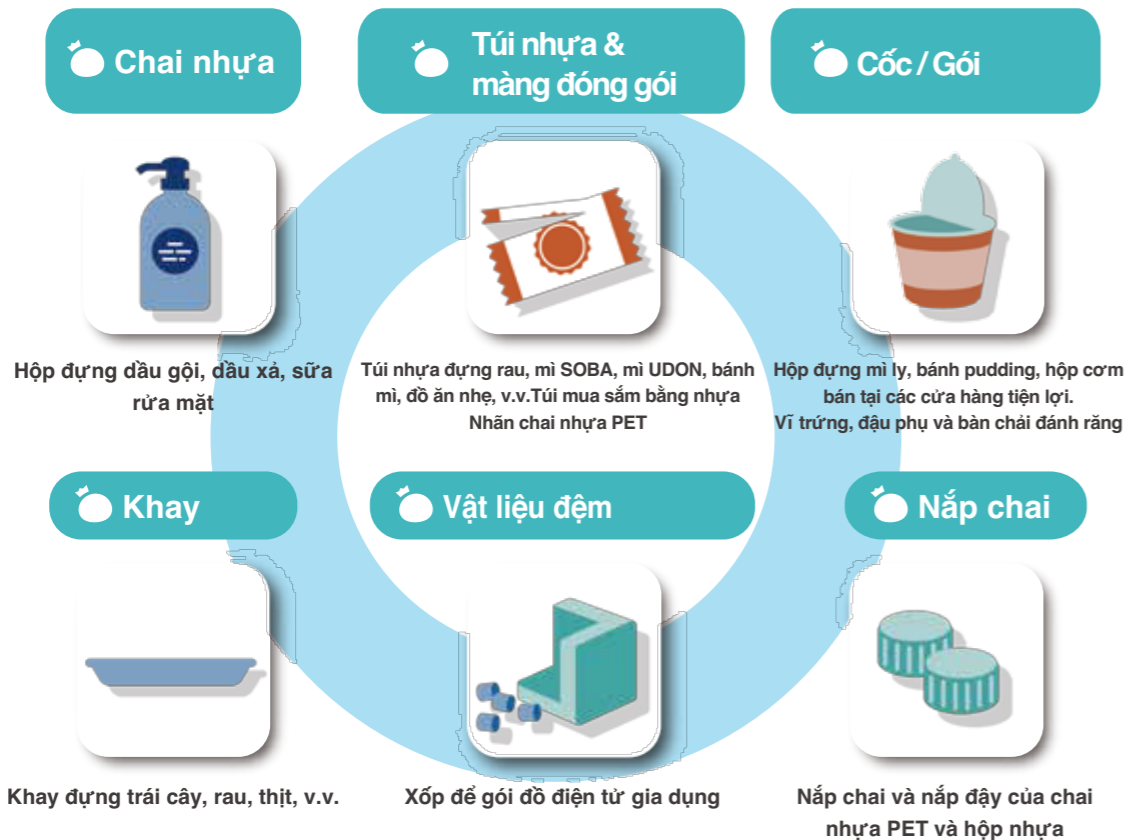 Chai nhựa
Túi nhựa &
màng đóng gói
Cốc / Gói
Hộp đựng dầu gội, dầu xả, sữa
rửa mặt
Túi nhựa đựng rau, mì SOBA, mì UDON, bánh
mì, đồ ăn nhẹ, v.v.Túi mua sắm bằng nhựa
Nhãn chai nhựa PET
Hộp đựng mì ly, bánh pudding, hộp cơm
bán tại các cửa hàng tiện lợi.
Vĩ trứng, đậu phụ và bàn chải đánh răng
Khay
Vật liệu đệm
Nắp chai
Khay đựng trái cây, rau, thịt, v.v.
Xốp để gói đồ điện tử gia dụng
Nắp chai và nắp đậy của chai
nhựa PET và hộp nhựa